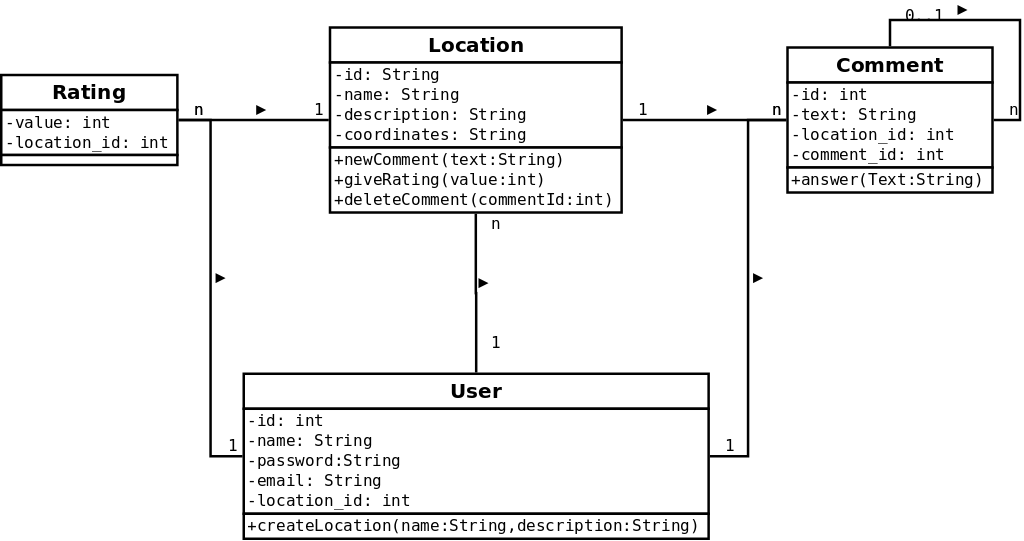 0..1
Location
Comment
Rating
-id: String
-name: String
-description: String
-coordinates: String
+newComment(text:String)
+giveRating(value:int)
+deleteComment(commentId:int)
-id: int
-text: String
-location_id: int
-comment_id: int
+answer(Text:String)
-value: int
-location_id: int
n
1
1
n
n
n
1
1
1
User
-id: int
-name: String
-password:String
-email: String
-location_id: int
+createLocation(name:String,description:String)